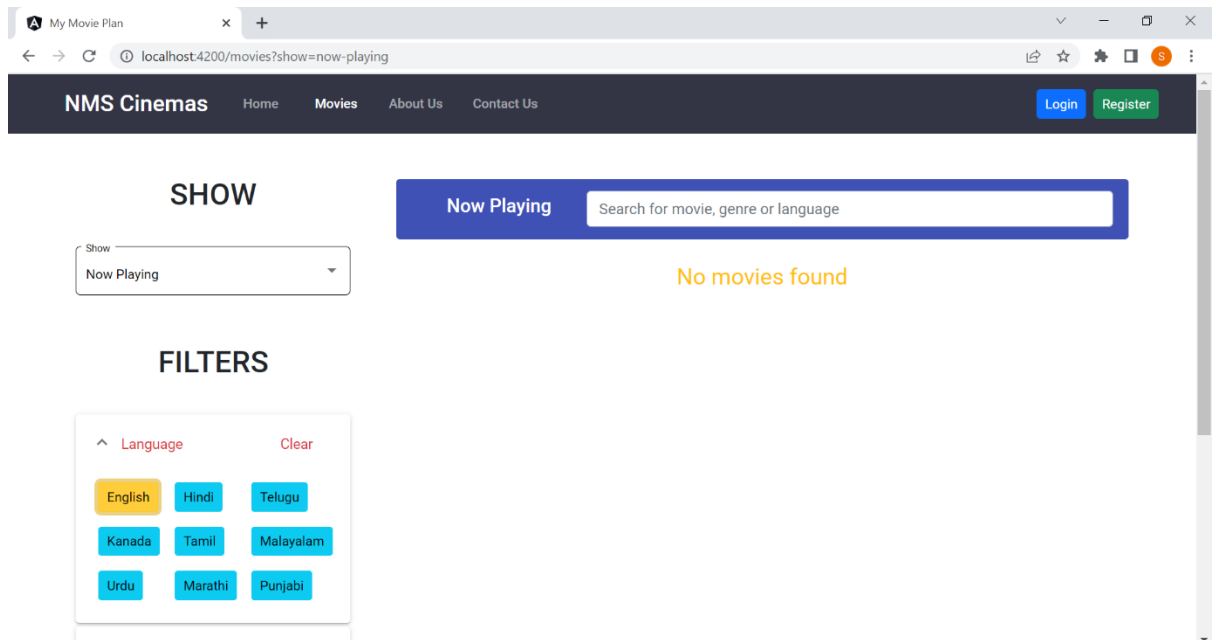 My Movie Plan
localhost:4200/movies?show=now-playing
S
NMS Cinemas Home Movies About Us Contact Us Login Register
SHOW
Show
Now Playing
FILTERS
Language Clear
English Hindi Telugu
Kanada Tamil Malayalam
Urdu Marathi Punjabi
Now Playing Search for movie, genre or language
No movies found